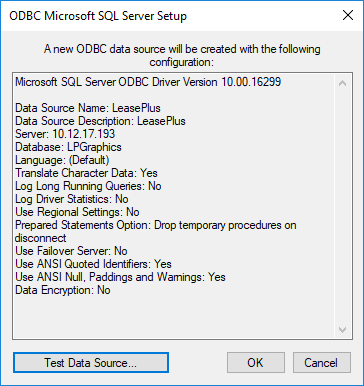 ODBC Microsoft SQL Server Setup
A new ODBC data source will be created with the following
configuration:
Microsoft SQL Server ODBC Driver Version 10.00.16299
Data Source Name: LeasePlus
Data Source Description: LeasePlus
Server: 10.12.17.193
Database: LPGraphics
Language: (Default)
Translate Character Data: Yes
Log Long Running Queries: No
Log Driver Statistics: No
Use Regional Settings: No
Prepared Statements Option: Drop temporary procedures on
disconnect
Use Failover Server: No
Use ANSI Quoted Identifiers: Yes
Use ANSI Null, Paddings and Warnings: Yes
Data Encryption: No
Test Data Source...
OK
Cancel